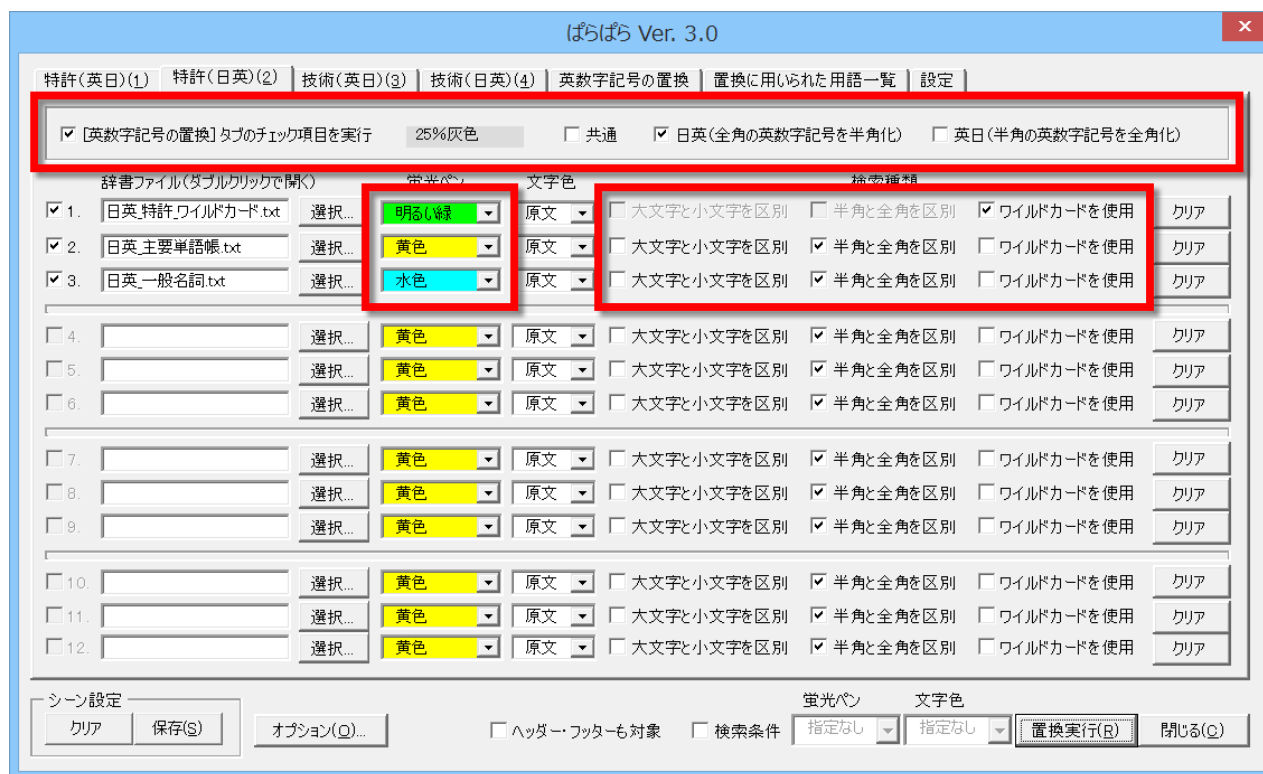 ぱらぱら Ver. 3.0
特許(英日)(1) 特許(日英)(2) 技術(英日)(3) 技術(日英)(4) 英数字記号の置換 置換に用いられた用語一覧 設定
[英数字記号の置換]タブのチェック項目を実行 25%灰色 共通 日英(全角の英数字記号を半角化) 英日(半角の英数字記号を全角化)
辞書ファイル(ダブルクリックで開く) 蛍光ペン 文字色 検索種類
1. 日英_特許_ワイルドカード.txt 選択... 明るい緑 原文 大文字と小文字を区別 半角と全角を区別 ワイルドカードを使用 クリア
2. 日英_主要単語帳.txt 選択... 黄色 原文 大文字と小文字を区別 半角と全角を区別 ワイルドカードを使用 クリア
3. 日英_一般名詞.txt 選択... 水色 原文 大文字と小文字を区別 半角と全角を区別 ワイルドカードを使用 クリア
4. 選択... 黄色 原文 大文字と小文字を区別 半角と全角を区別 ワイルドカードを使用 クリア
5. 選択... 黄色 原文 大文字と小文字を区別 半角と全角を区別 ワイルドカードを使用 クリア
6. 選択... 黄色 原文 大文字と小文字を区別 半角と全角を区別 ワイルドカードを使用 クリア
7. 選択... 黄色 原文 大文字と小文字を区別 半角と全角を区別 ワイルドカードを使用 クリア
8. 選択... 黄色 原文 大文字と小文字を区別 半角と全角を区別 ワイルドカードを使用 クリア
9. 選択... 黄色 原文 大文字と小文字を区別 半角と全角を区別 ワイルドカードを使用 クリア
10. 選択... 黄色 原文 大文字と小文字を区別 半角と全角を区別 ワイルドカードを使用 クリア
11. 選択... 黄色 原文 大文字と小文字を区別 半角と全角を区別 ワイルドカードを使用 クリア
12. 選択... 黄色 原文 大文字と小文字を区別 半角と全角を区別 ワイルドカードを使用 クリア
シーン設定 蛍光ペン 文字色
クリア 保存(S) オプション(O)... ヘッダー・フッターも対象 検索条件 指定なし 指定なし 置換実行(R) 閉じる(C)